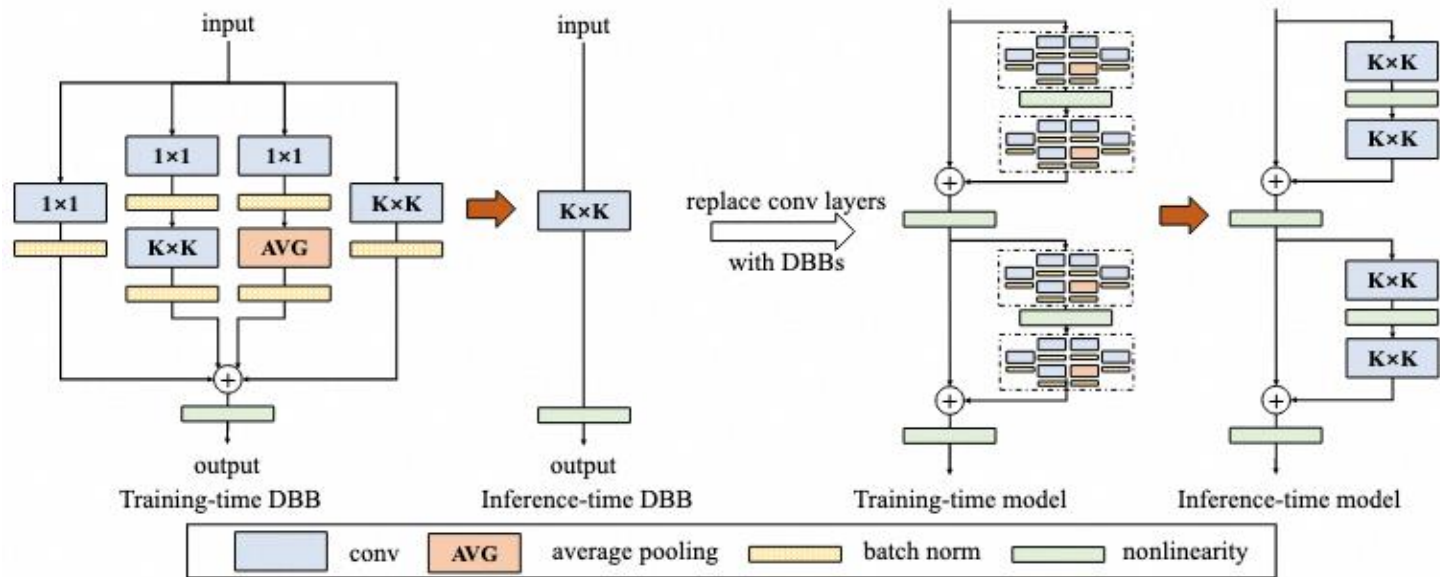 input
input
1×1
1×1
1×1
K×K
K×K
AVG
K×K
replace conv layers
with DBBs
K×K
K×K
K×K
K×K
output
output
Training-time DBB
Inference-time DBB
Training-time model
Inference-time model
conv
AVG
average pooling
batch norm
nonlinearity